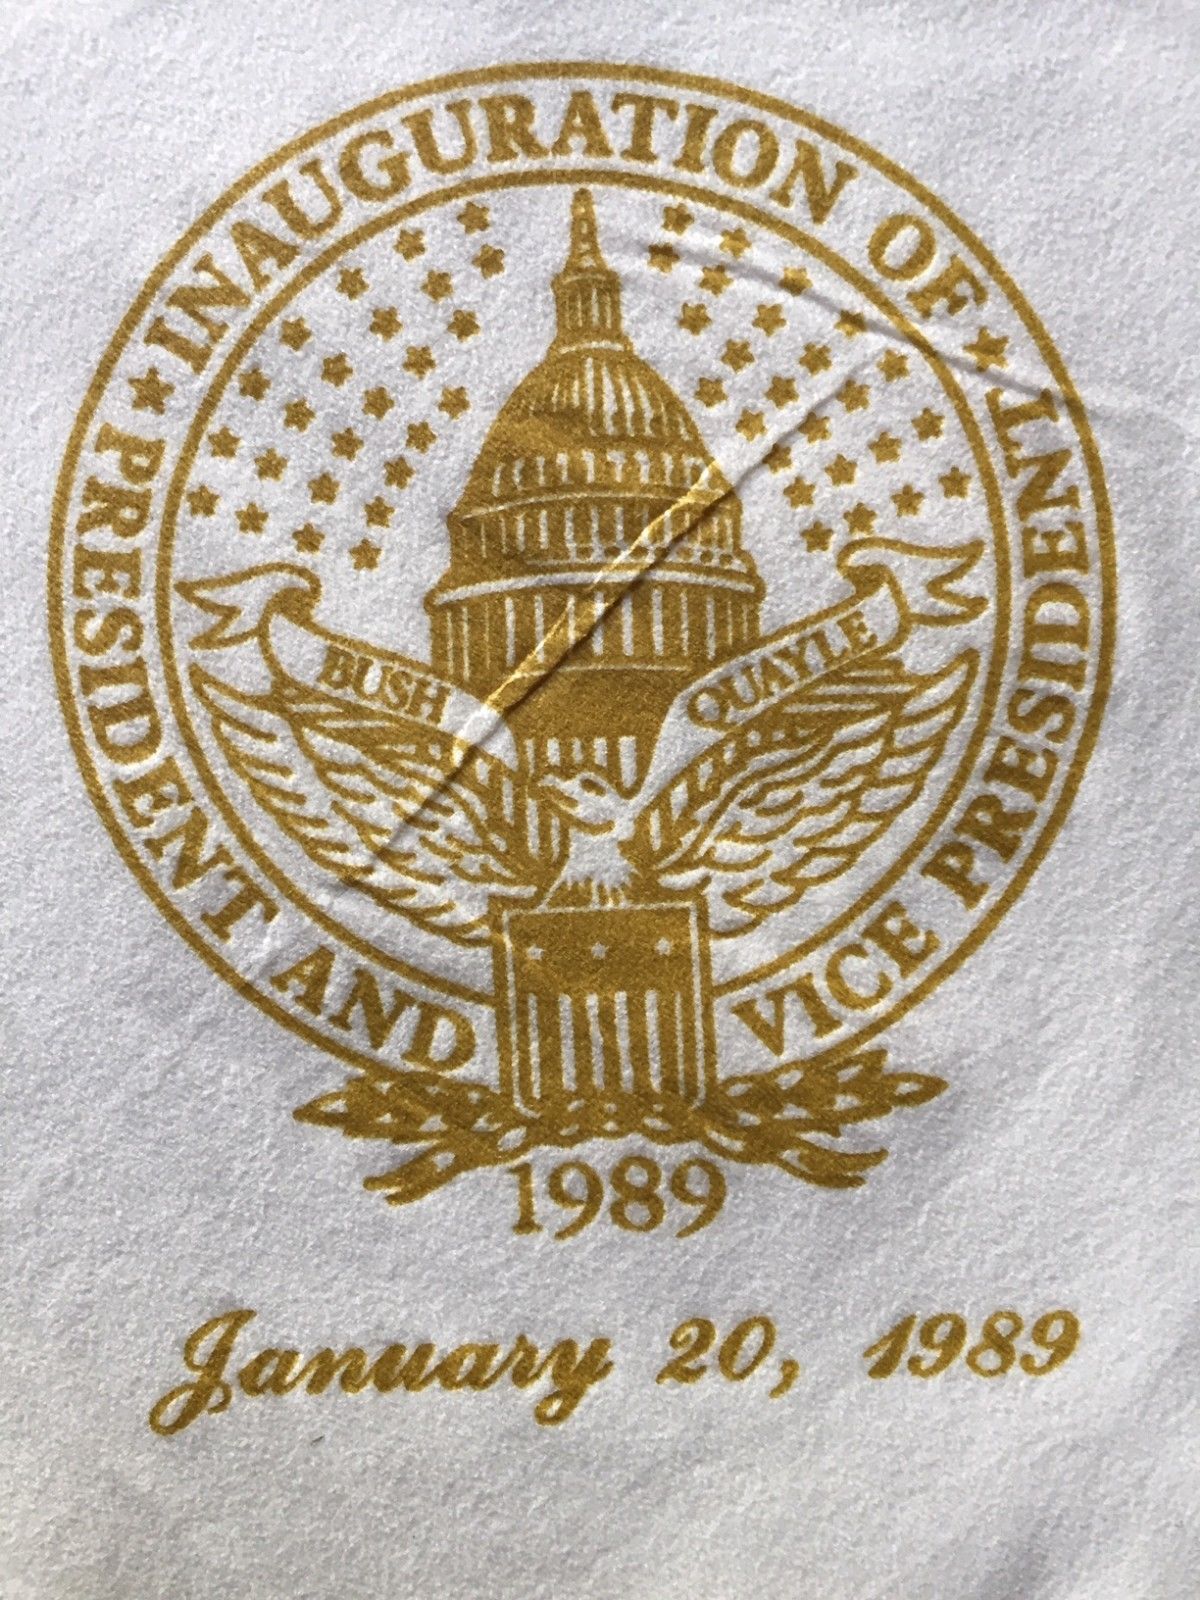 ★ INAUGURATION OF ★
PRESIDENT AND VICE PRESIDENT
BUSH
QUAYLE
1989
January 20, 1989